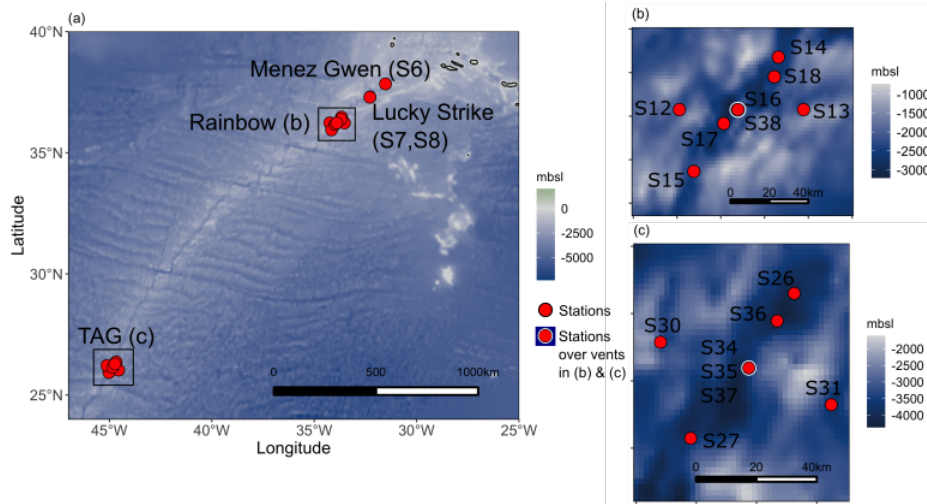 (a)
40°N
35°N
30°N
25°N
Latitude
Menez Gwen (S6)
Rainbow (b)
Lucky Strike
(S7,S8)
TAG (c)
0
500
1000km
45°W
40°W
35°W
30°W
25°W
Longitude
mbsl
0
-2500
-5000
Stations
Stations
over vents
in (b) & (c)
(b)
S14
S18
S12
S16
S13
S38
S17
S15
0
20
40km
mbsl
-1000
-2000
-3000
(c)
S26
S36
S30
S34
S35
S37
S31
S27
0
20
40km
mbsl
-2000
-2500
-3000
-3500
-4000